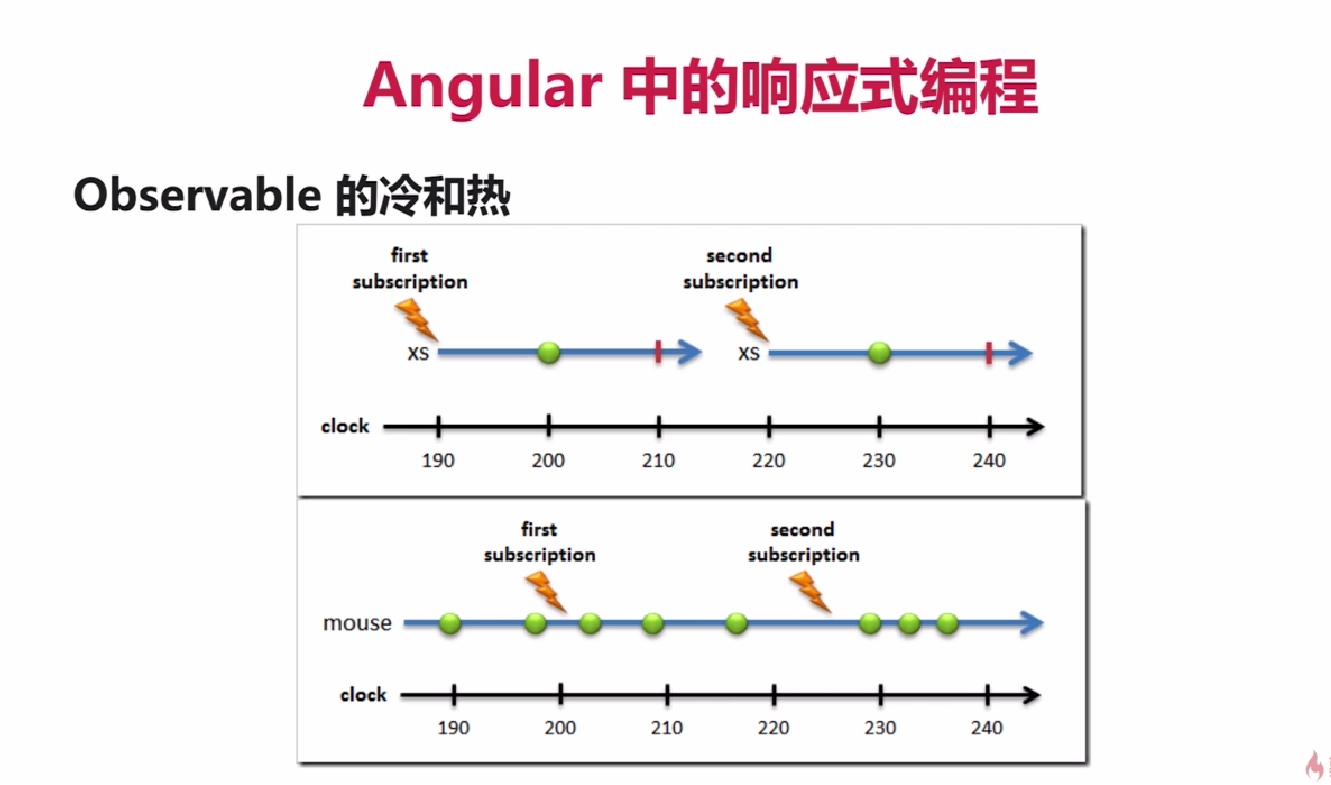 Angular 中的响应式编程
Observable 的冷和热
first
subscription
second
subscription
XS
XS
clock
190 200 210 220 230 240
first
subscription
second
subscription
mouse
clock
190 200 210 220 230 240